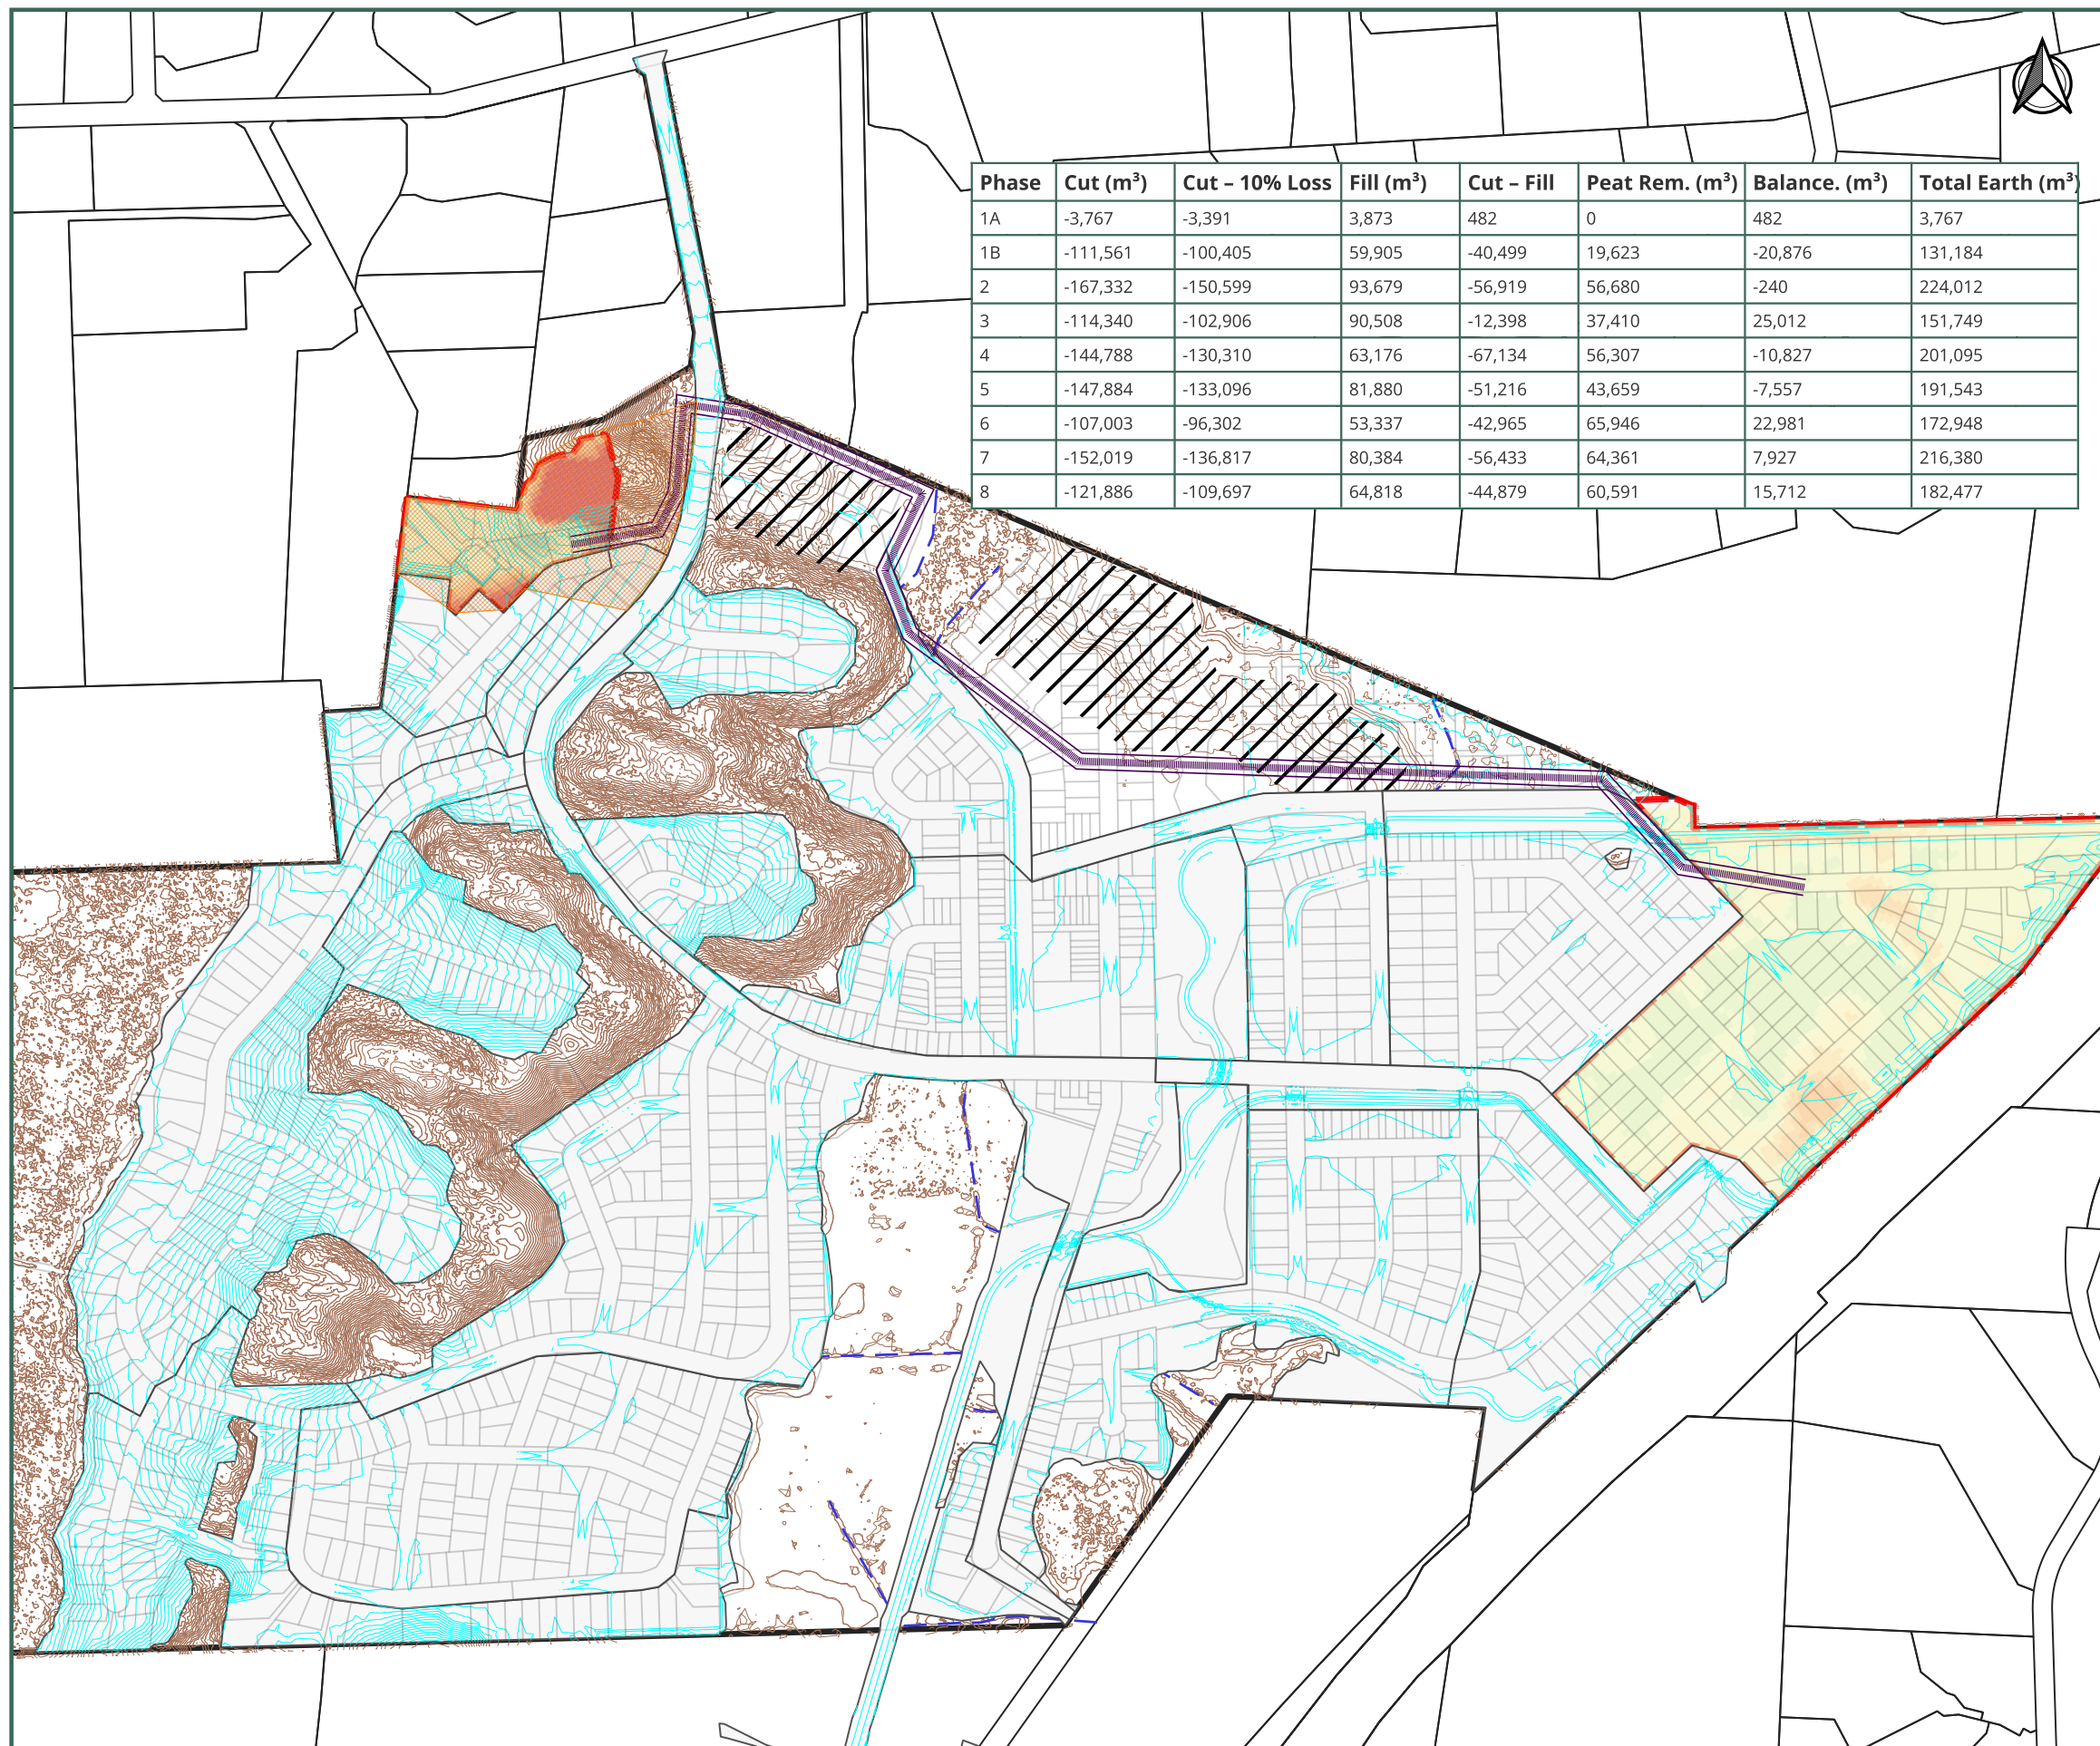 Phase Cut (m³) Cut – 10% Loss Fill (m³) Cut – Fill Peat Rem. (m³) Balance. (m³) Total Earth (m³)
1A -3,767 -3,391 3,873 482 0 482 3,767
1B -111,561 -100,405 59,905 -40,499 19,623 -20,876 131,184
2 -167,332 -150,599 93,679 -56,919 56,680 -240 224,012
3 -114,340 -102,906 90,508 -12,398 37,410 25,012 151,749
4 -144,788 -130,310 63,176 -67,134 56,307 -10,827 201,095
5 -147,884 -133,096 81,880 -51,216 43,659 -7,557 191,543
6 -107,003 -96,302 53,337 -42,965 65,946 22,981 172,948
7 -152,019 -136,817 80,384 -56,433 64,361 7,927 216,380
8 -121,886 -109,697 64,818 -44,879 60,591 15,712 182,477